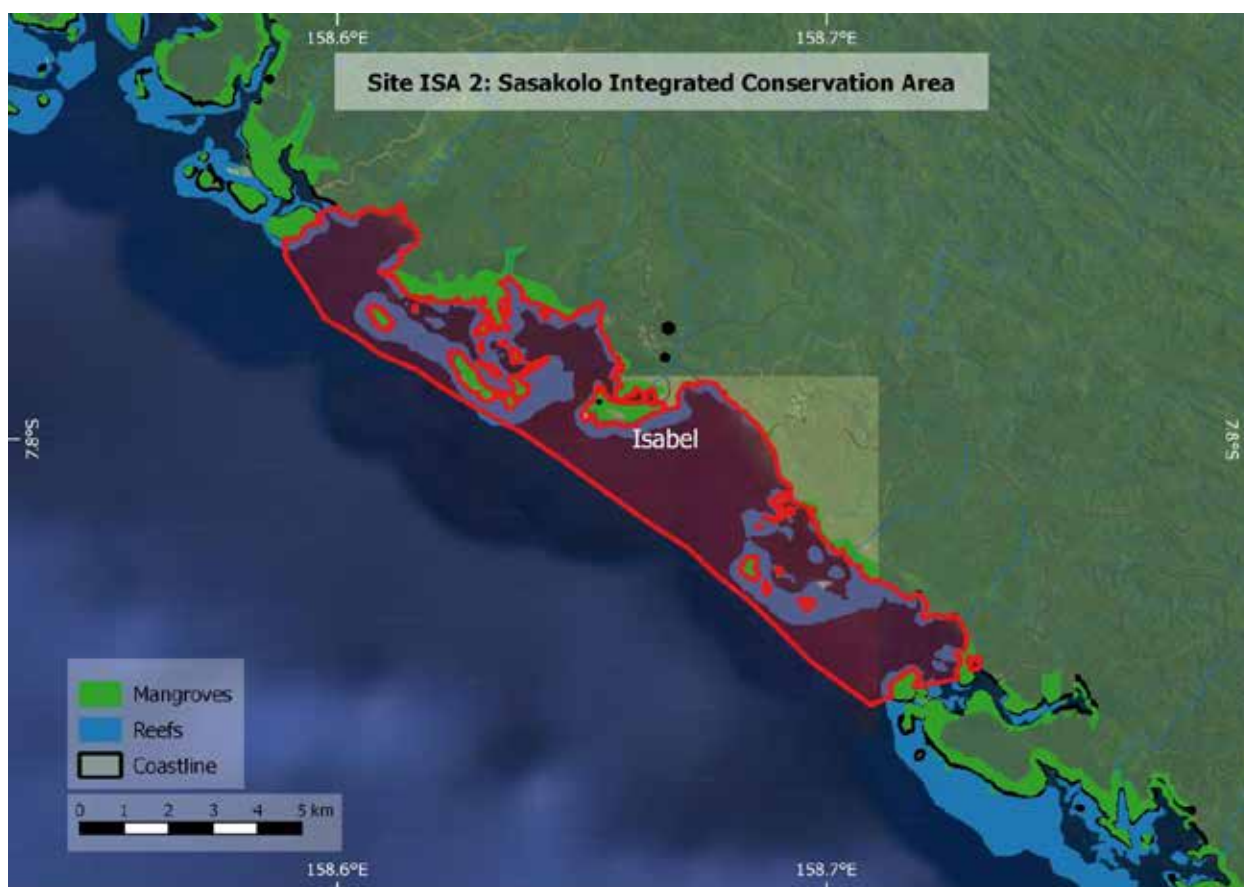 158.6°E
158.7°E
Site ISA 2: Sasakolo Integrated Conservation Area
7.8°S
7.8°S
Isabel
Mangroves
Reefs
Coastline
0 1 2 3 4 5 km
158.6°E
158.7°E